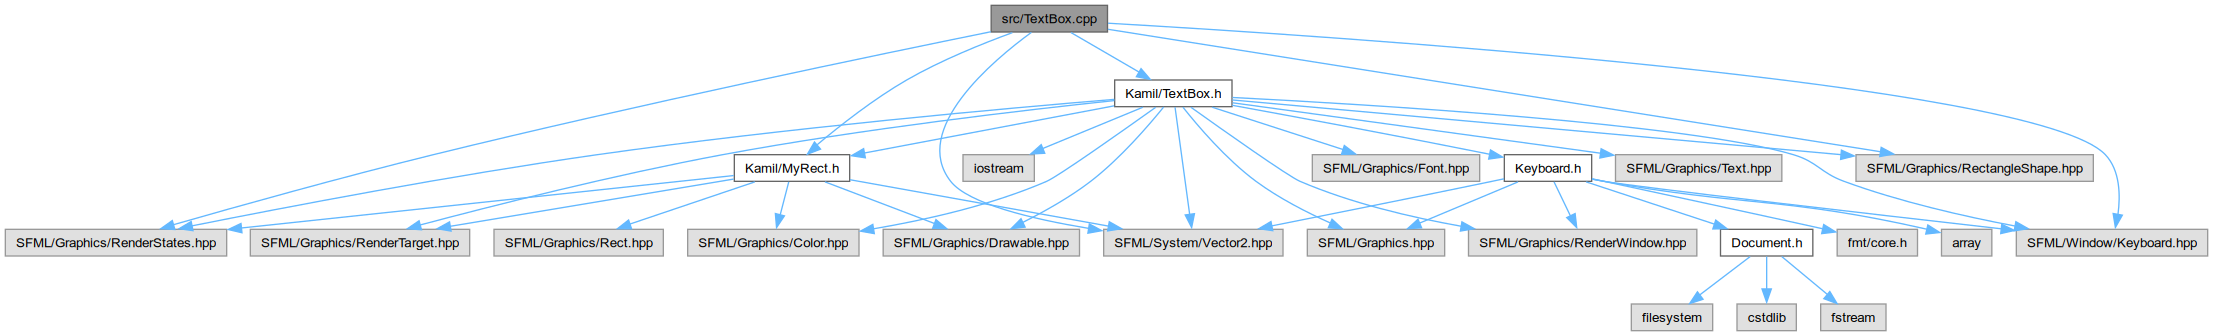 src/TextBox.cpp
Kamil/TextBox.h
Kamil/MyRect.h
iostream
SFML/Graphics/Font.hpp
Keyboard.h
SFML/Graphics/Text.hpp
SFML/Graphics/RectangleShape.hpp
SFML/Graphics/RenderStates.hpp
SFML/Graphics/RenderTarget.hpp
SFML/Graphics/Rect.hpp
SFML/Graphics/Color.hpp
SFML/Graphics/Drawable.hpp
SFML/System/Vector2.hpp
SFML/Graphics.hpp
SFML/Graphics/RenderWindow.hpp
Document.h
fmt/core.h
array
SFML/Window/Keyboard.hpp
filesystem
cstdlib
fstream